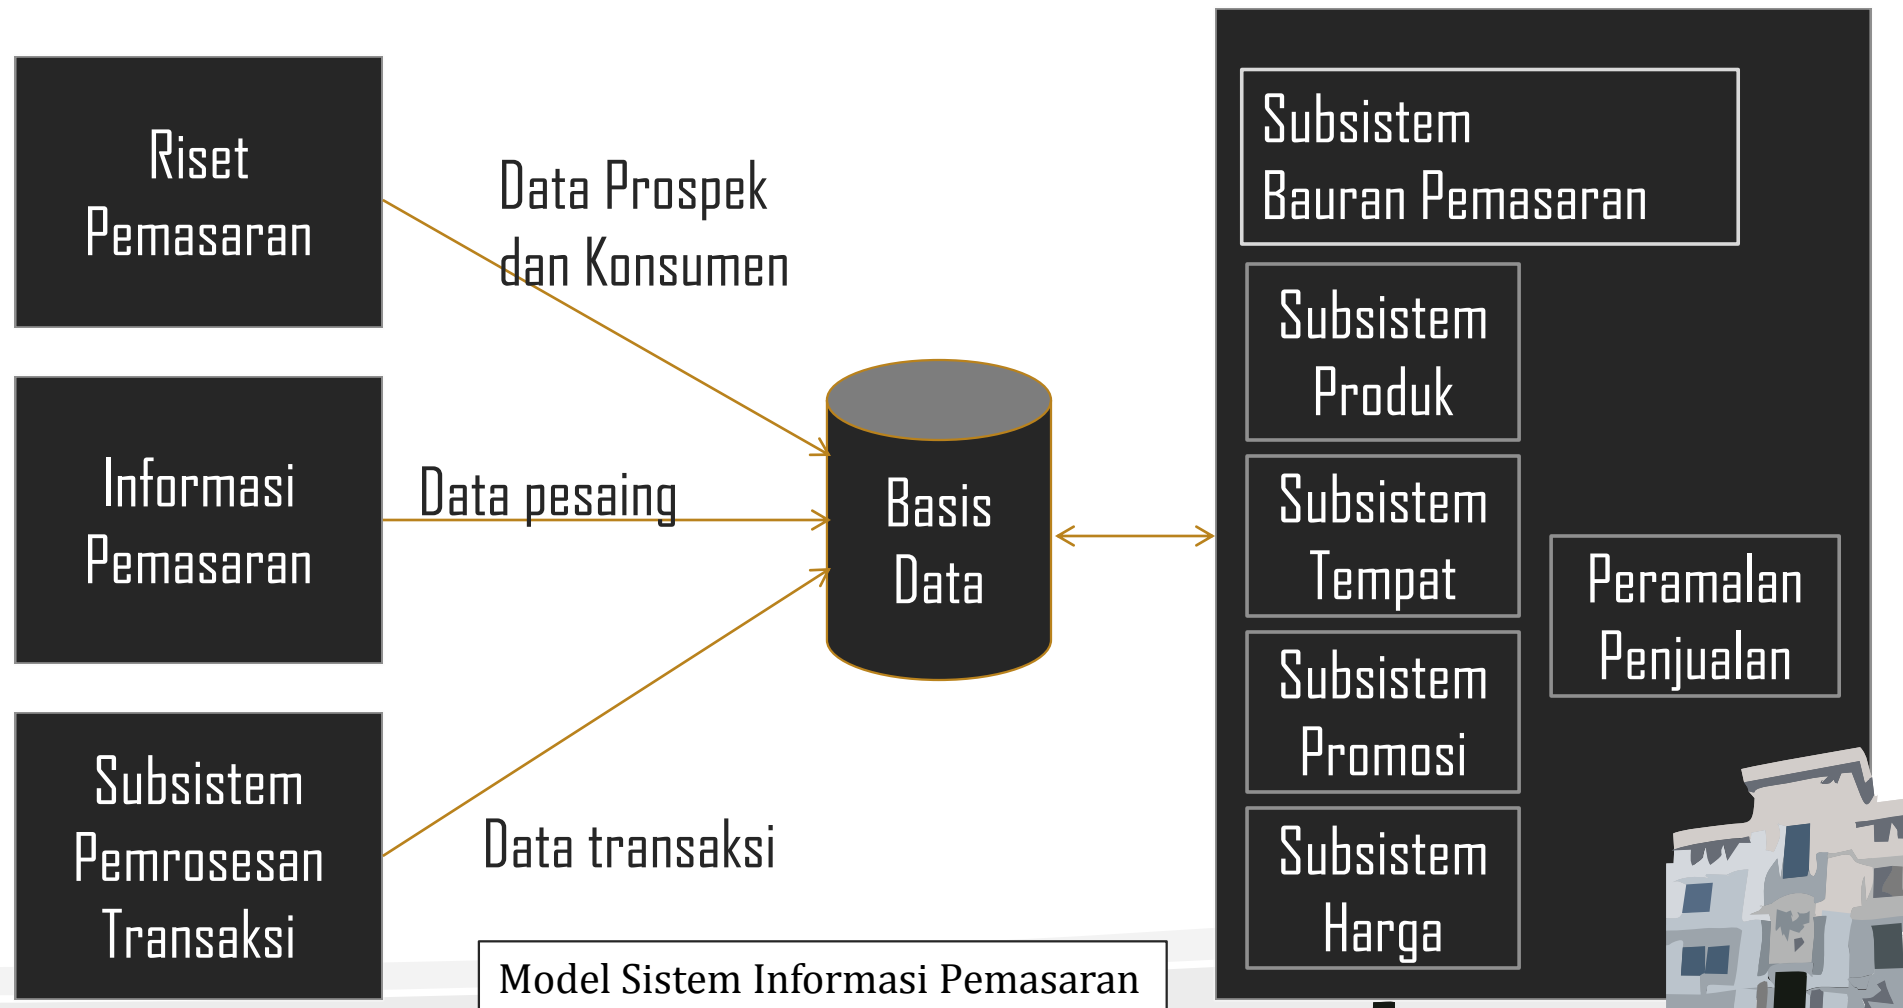 Riset
Pemasaran
Data Prospek
dan Konsumen
Informasi
Pemasaran
Data pesaing
Subsistem
Pemrosesan
Transaksi
Data transaksi
Basis
Data
Subsistem
Bauran Pemasaran
Subsistem
Produk
Subsistem
Tempat
Subsistem
Promosi
Subsistem
Harga
Peramalan
Penjualan
Model Sistem Informasi Pemasaran